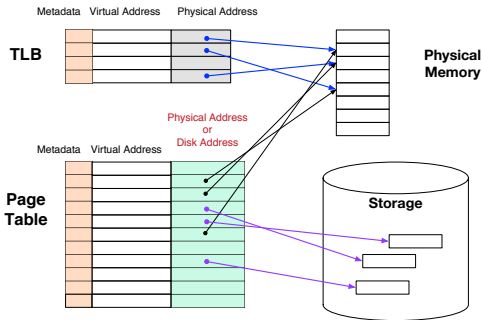 Metadata Virtual Address Physical Address
TLB
Physical
Memory
Physical Address
or
Disk Address
Metadata Virtual Address
Page
Table
Storage